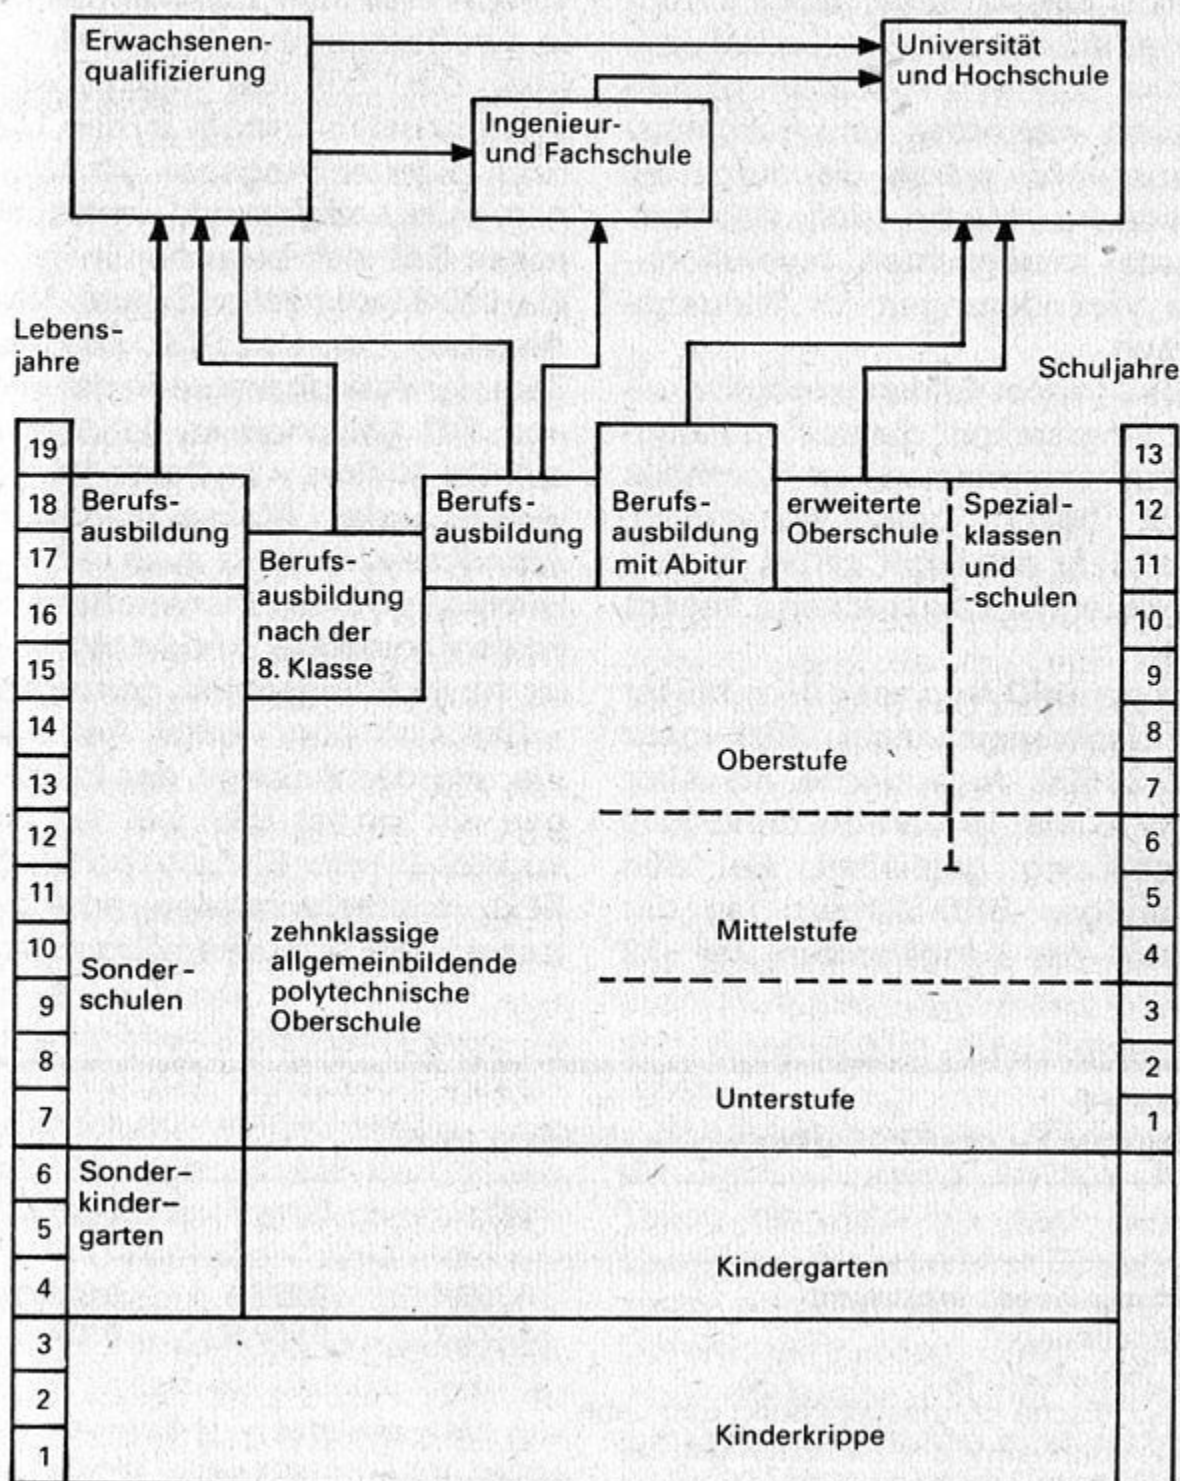 Erwachsenen-
qualifizierung
Universität
und Hochschule
Ingenieur-
und Fachschule
Lebens-
jahre
Schuljahre
19
18
17
16
15
14
13
12
11
10
9
8
7
6
5
4
3
2
1
Berufs-
ausbildung
Berufs-
ausbildung
nach der
8. Klasse
Berufs-
ausbildung
Berufs-
ausbildung
mit Abitur
erweiterte
Oberschule
Spezial-
klassen
und
-schulen
13
12
11
10
9
8
7
6
5
4
3
2
1
Oberstufe
Mittelstufe
Unterstufe
Sonder-
schulen
zehnklassige
allgemeinbildende
polytechnische
Oberschule
Sonder-
kinder-
garten
Kindergarten
Kinderkrippe